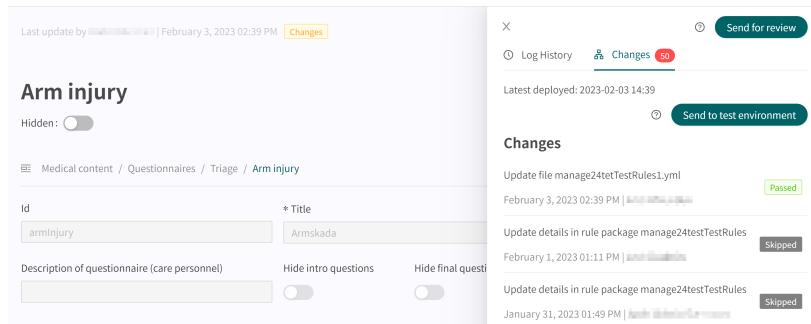 Last update by | February 3, 2023 02:39 PM Changes
Arm injury
Hidden :
Medical content / Questionnaires / Triage / Arm injury
Id
armInjury
* Title
Armskada
Description of questionnaire (care personnel)
Hide intro questions
Hide final questi
Send for review
Log History
Changes 50
Latest deployed: 2023-02-03 14:39
Send to test environment
Changes
Update file manage24tetTestRules1.yml
Passed
February 3, 2023 02:39 PM |
Update details in rule package manage24testTestRules
Skipped
February 1, 2023 01:11 PM |
Update details in rule package manage24testTestRules
Skipped
January 31, 2023 01:49 PM |